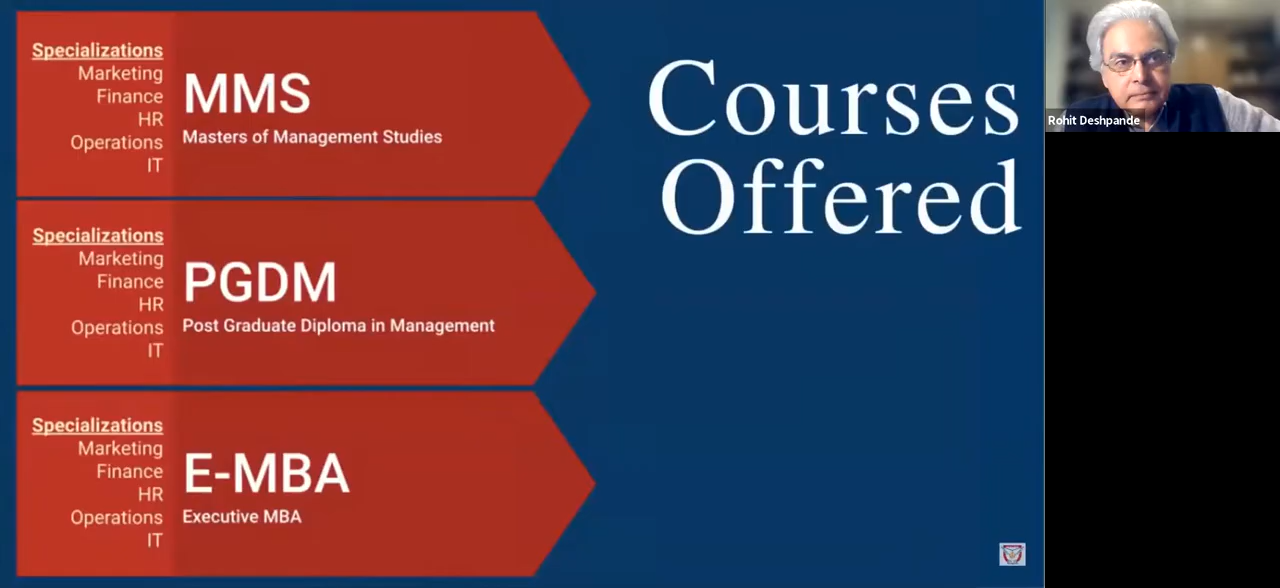 Specializations
Marketing
Finance
HR
Operations
IT
MMS
Masters of Management Studies
Specializations
Marketing
Finance
HR
Operations
IT
PGDM
Post Graduate Diploma in Management
Specializations
Marketing
Finance
HR
Operations
IT
E-MBA
Executive MBA
Courses
Offered
Rohit Deshpande